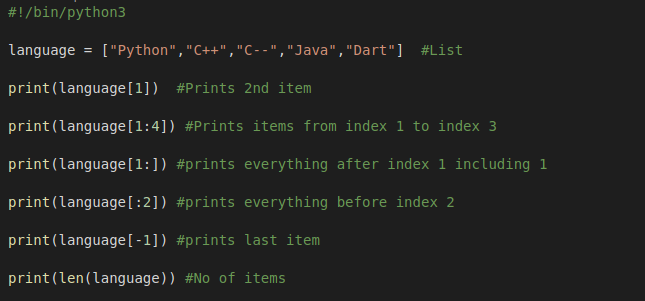 #!/bin/python3
language = ["Python","C++","C--","Java","Dart"]  #List
print(language[1])  #Prints 2nd item
print(language[1:4]) #Prints items from index 1 to index 3
print(language[1:]) #prints everything after index 1 including 1
print(language[:2]) #prints everything before index 2
print(language[-1]) #prints last item
print(len(language)) #No of items